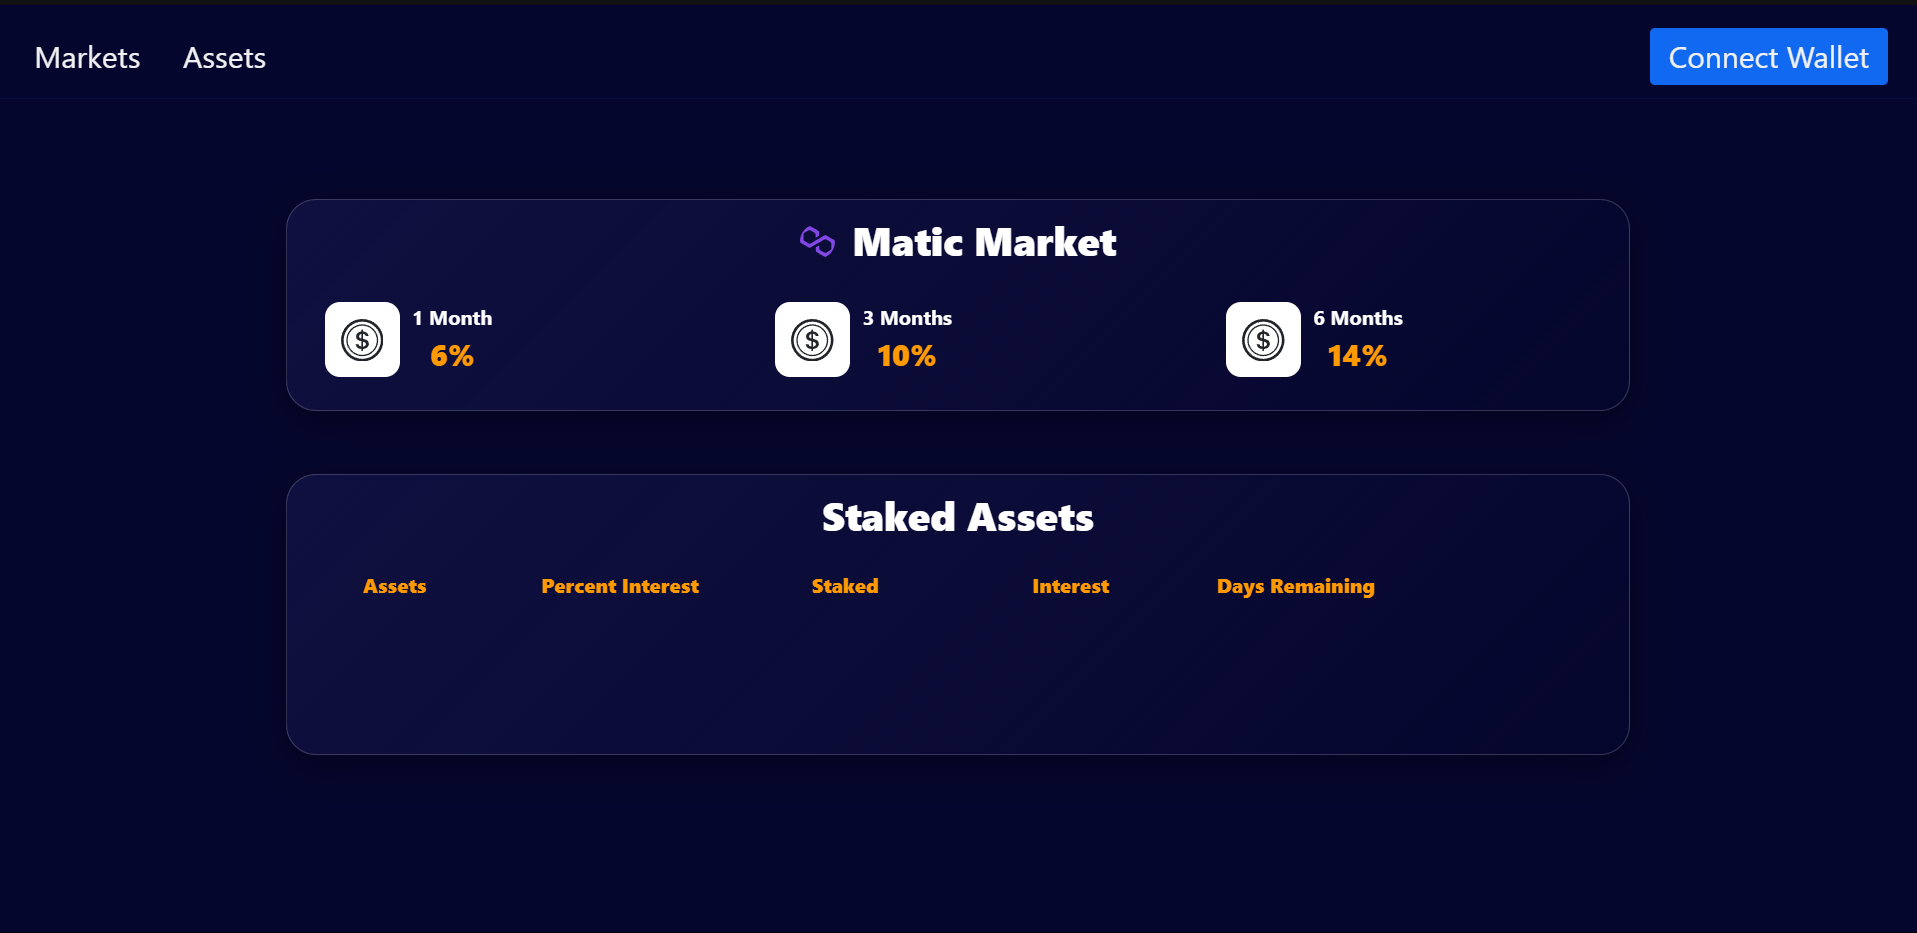 Markets Assets Connect Wallet
Matic Market
$ 1 Month
6%
$ 3 Months
10%
$ 6 Months
14%
Staked Assets
Assets Percent Interest Staked Interest Days Remaining